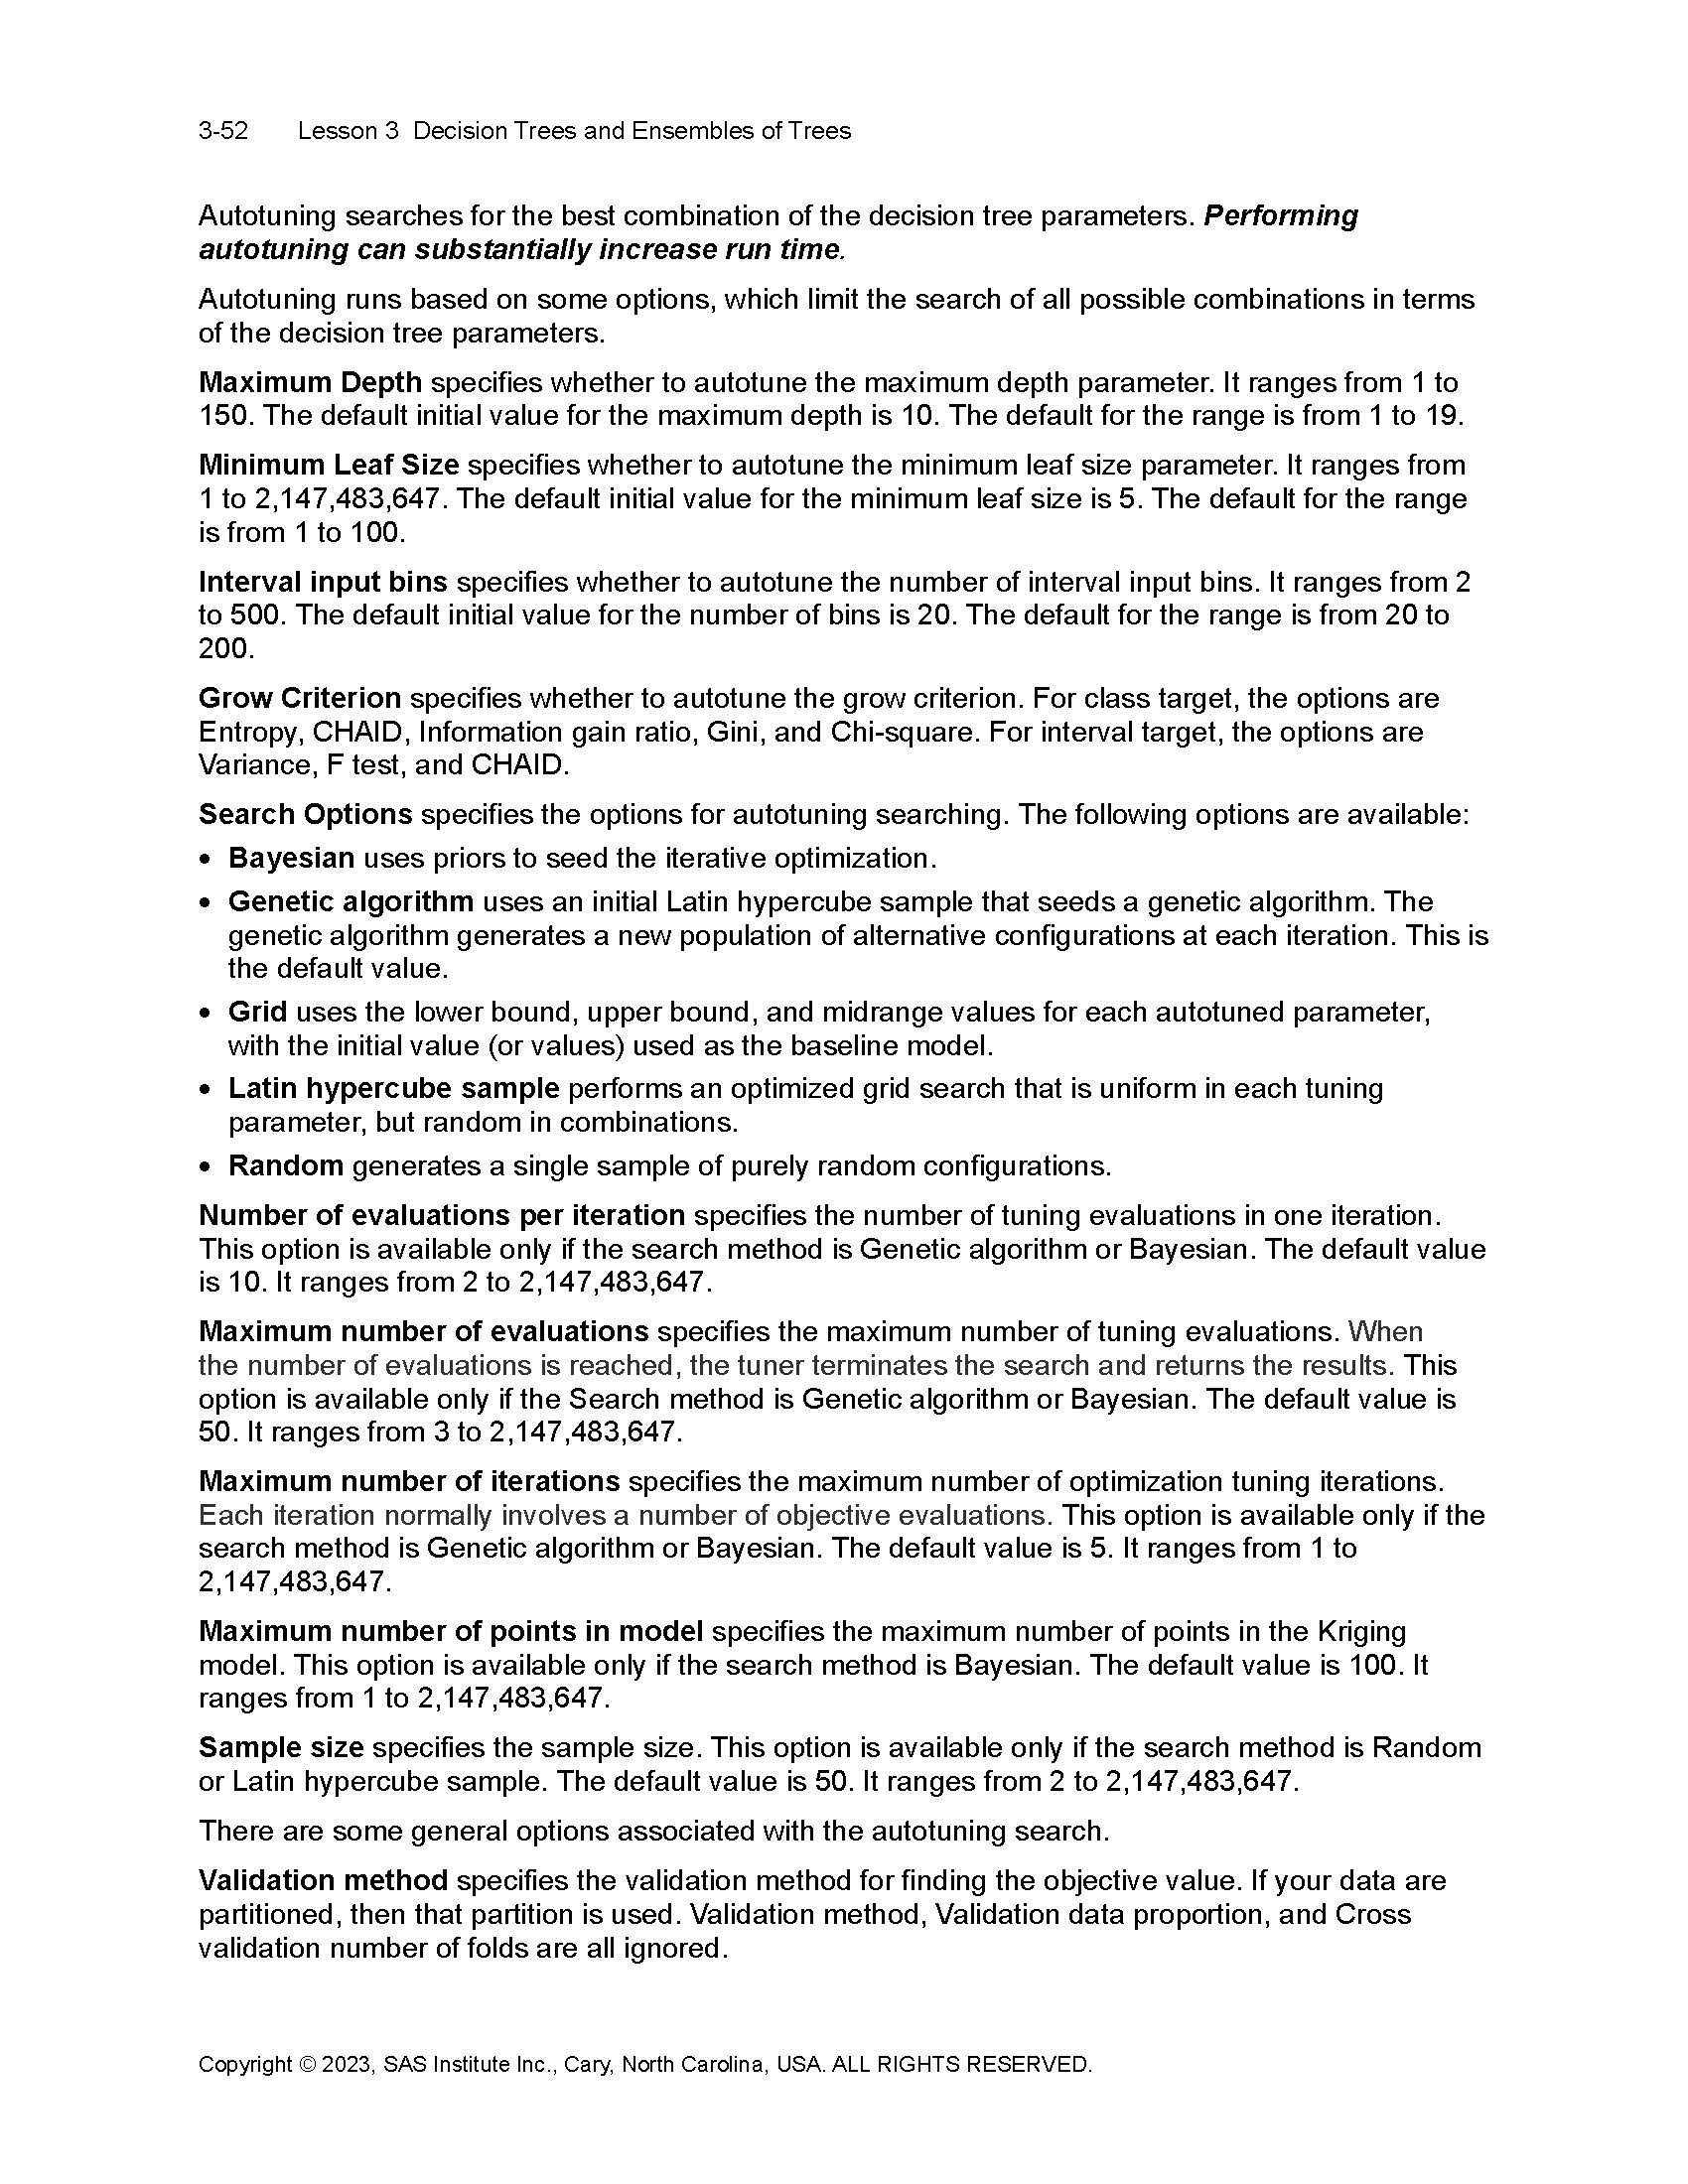 3-52 Lesson 3 Decision Trees and Ensembles of Trees
Autotuning searches for the best combination of the decision tree parameters. Performing
autotuning can substantially increase run time.
Autotuning runs based on some options, which limit the search of all possible combinations in terms
of the decision tree parameters.
Maximum Depth specifies whether to autotune the maximum depth parameter. It ranges from 1 to
150. The default initial value for the maximum depth is 10. The default for the range is from 1 to 19.
Minimum Leaf Size specifies whether to autotune the minimum leaf size parameter. It ranges from
1 to 2,147,483,647. The default initial value for the minimum leaf size is 5. The default for the range
is from 1 to 100.
Interval input bins specifies whether to autotune the number of interval input bins. It ranges from 2
to 500. The default initial value for the number of bins is 20. The default for the range is from 20 to
200.
Grow Criterion specifies whether to autotune the grow criterion. For class target, the options are
Entropy, CHAID, Information gain ratio, Gini, and Chi-square. For interval target, the options are
Variance, F test, and CHAID.
Search Options specifies the options for autotuning searching. The following options are available:
• Bayesian uses priors to seed the iterative optimization.
• Genetic algorithm uses an initial Latin hypercube sample that seeds a genetic algorithm. The
genetic algorithm generates a new population of alternative configurations at each iteration. This is
the default value.
• Grid uses the lower bound, upper bound, and midrange values for each autotuned parameter,
with the initial value (or values) used as the baseline model.
• Latin hypercube sample performs an optimized grid search that is uniform in each tuning
parameter, but random in combinations.
• Random generates a single sample of purely random configurations.
Number of evaluations per iteration specifies the number of tuning evaluations in one iteration.
This option is available only if the search method is Genetic algorithm or Bayesian. The default value
is 10. It ranges from 2 to 2,147,483,647.
Maximum number of evaluations specifies the maximum number of tuning evaluations. When
the number of evaluations is reached, the tuner terminates the search and returns the results. This
option is available only if the Search method is Genetic algorithm or Bayesian. The default value is
50. It ranges from 3 to 2,147,483,647.
Maximum number of iterations specifies the maximum number of optimization tuning iterations.
Each iteration normally involves a number of objective evaluations. This option is available only if the
search method is Genetic algorithm or Bayesian. The default value is 5. It ranges from 1 to
2,147,483,647.
Maximum number of points in model specifies the maximum number of points in the Kriging
model. This option is available only if the search method is Bayesian. The default value is 100. It
ranges from 1 to 2,147,483,647.
Sample size specifies the sample size. This option is available only if the search method is Random
or Latin hypercube sample. The default value is 50. It ranges from 2 to 2,147,483,647.
There are some general options associated with the autotuning search.
Validation method specifies the validation method for finding the objective value. If your data are
partitioned, then that partition is used. Validation method, Validation data proportion, and Cross
validation number of folds are all ignored.
Copyright © 2023, SAS Institute Inc., Cary, North Carolina, USA. ALL RIGHTS RESERVED.